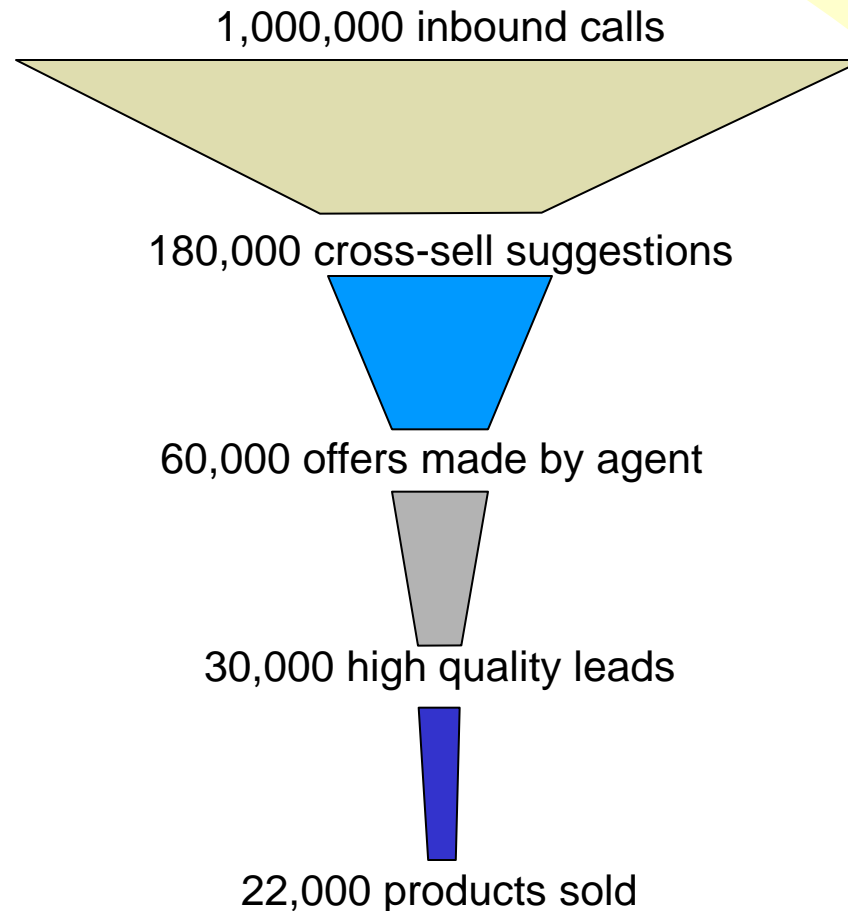 1,000,000 inbound calls
180,000 cross-sell suggestions
60,000 offers made by agent
30,000 high quality leads
22,000 products sold